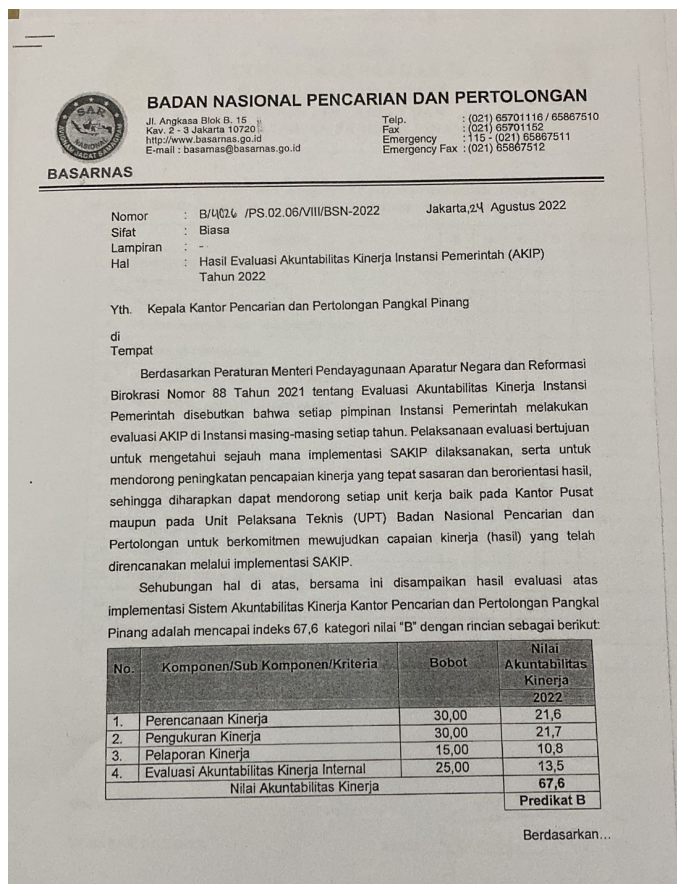 BADAN NASIONAL PENCARIAN DAN PERTOLONGAN
Jl. Angkasa Blok B. 15
Kav. 2 - 3 Jakarta 10720
http://www.basarnas.go.id
E-mail : basarnas@basarnas.go.id
Telp. : (021) 65701116 / 65867510
Fax : (021) 65701152
Emergency : 115 - (021) 65867511
Emergency Fax : (021) 65867512
SAR
NASIONAL
BASARNAS
Nomor : B/4026 /PS.02.06/VIII/BSN-2022 Jakarta,24 Agustus 2022
Sifat : Biasa
Lampiran : -
Hal : Hasil Evaluasi Akuntabilitas Kinerja Instansi Pemerintah (AKIP)
Tahun 2022
Yth. Kepala Kantor Pencarian dan Pertolongan Pangkal Pinang
di
Tempat
Berdasarkan Peraturan Menteri Pendayagunaan Aparatur Negara dan Reformasi
Birokrasi Nomor 88 Tahun 2021 tentang Evaluasi Akuntabilitas Kinerja Instansi
Pemerintah disebutkan bahwa setiap pimpinan Instansi Pemerintah melakukan
evaluasi AKIP di Instansi masing-masing setiap tahun. Pelaksanaan evaluasi bertujuan
untuk mengetahui sejauh mana implementasi SAKIP dilaksanakan, serta untuk
mendorong peningkatan pencapaian kinerja yang tepat sasaran dan berorientasi hasil,
sehingga diharapkan dapat mendorong setiap unit kerja baik pada Kantor Pusat
maupun pada Unit Pelaksana Teknis (UPT) Badan Nasional Pencarian dan
Pertolongan untuk berkomitmen mewujudkan capaian kinerja (hasil) yang telah
direncanakan melalui implementasi SAKIP.
Sehubungan hal di atas, bersama ini disampaikan hasil evaluasi atas
implementasi Sistem Akuntabilitas Kinerja Kantor Pencarian dan Pertolongan Pangkal
Pinang adalah mencapai indeks 67,6 kategori nilai "B" dengan rincian sebagai berikut:
No. Komponen/Sub Komponen/Kriteria Bobot Nilai
Akuntabilitas
Kinerja
2022
1. Perencanaan Kinerja 30,00 21,6
2. Pengukuran Kinerja 30,00 21,7
3. Pelaporan Kinerja 15,00 10,8
4. Evaluasi Akuntabilitas Kinerja Internal 25,00 13,5
Nilai Akuntabilitas Kinerja 67,6
Predikat B
Berdasarkan...